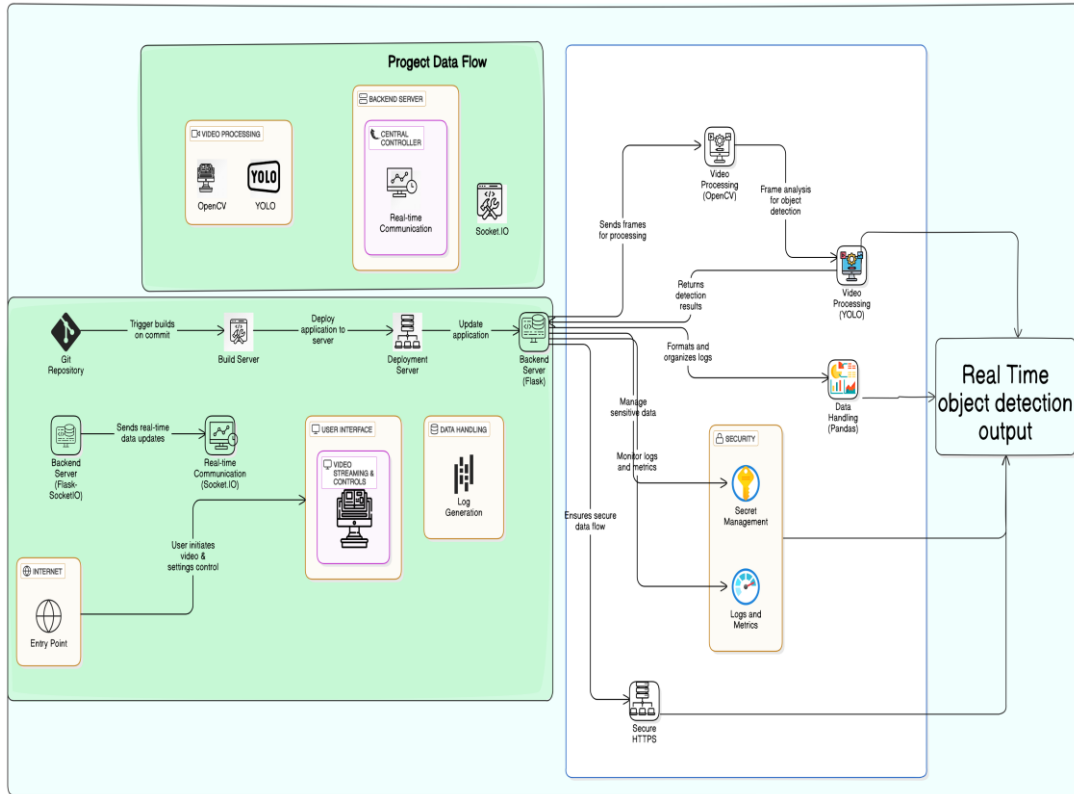 Progect Data Flow
BACKEND SERVER
VIDEO PROCESSING
CENTRAL
CONTROLLER
YOLO
OpenCV
YOLO
Real-time
Communication
Socket.IO
Video
Processing
(OpenCV)
Frame analysis
for object
detection
Sends frames
for processing
Returns
detection
results
Video
Processing
(YOLO)
Trigger builds
on commit
Deploy
application to
server
Update
application
Git
Repository
Build Server
Deployment
Server
Backend
Server
(Flask)
Formats and
organizes logs
Data
Handling
(Pandas)
Real Time
object detection
output
Sends real-time
data updates
Backend
Server
(Flask-
SocketIO)
Real-time
Communication
(Socket.IO)
USER INTERFACE
VIDEO
STREAMING &
CONTROLS
DATA HANDLING
Log
Generation
Manage
sensitive data
Monitor logs
and metrics
SECURITY
Secret
Management
Ensures secure
data flow
User initiates
video &
settings control
INTERNET
Entry Point
Logs and
Metrics
Secure
HTTPS